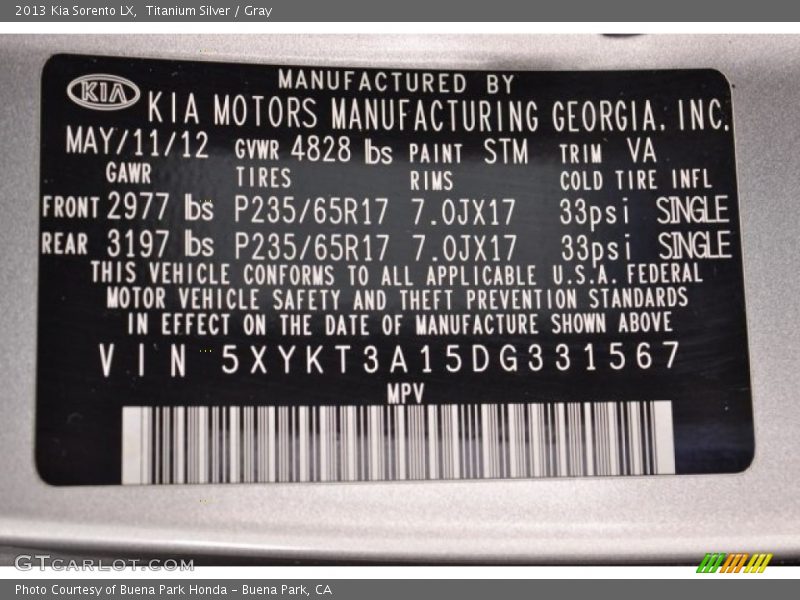 2013 Kia Sorento LX, Titanium Silver / Gray
MANUFACTURED BY
KIA KIA MOTORS MANUFACTURING GEORGIA, INC.
MAY/11/12 GVWR 4828 lbs PAINT STM TRIM VA
GAWR TIRES RIMS COLD TIRE INFL
FRONT 2977 lbs P235/65R17 7.0JX17 33psi SINGLE
REAR 3197 lbs P235/65R17 7.0JX17 33psi SINGLE
THIS VEHICLE CONFORMS TO ALL APPLICABLE U.S.A. FEDERAL
MOTOR VEHICLE SAFETY AND THEFT PREVENTION STANDARDS
IN EFFECT ON THE DATE OF MANUFACTURE SHOWN ABOVE
VIN 5XYKT3A15DG331567
MPV
GTCARLOT.COM
Photo Courtesy of Buena Park Honda - Buena Park, CA